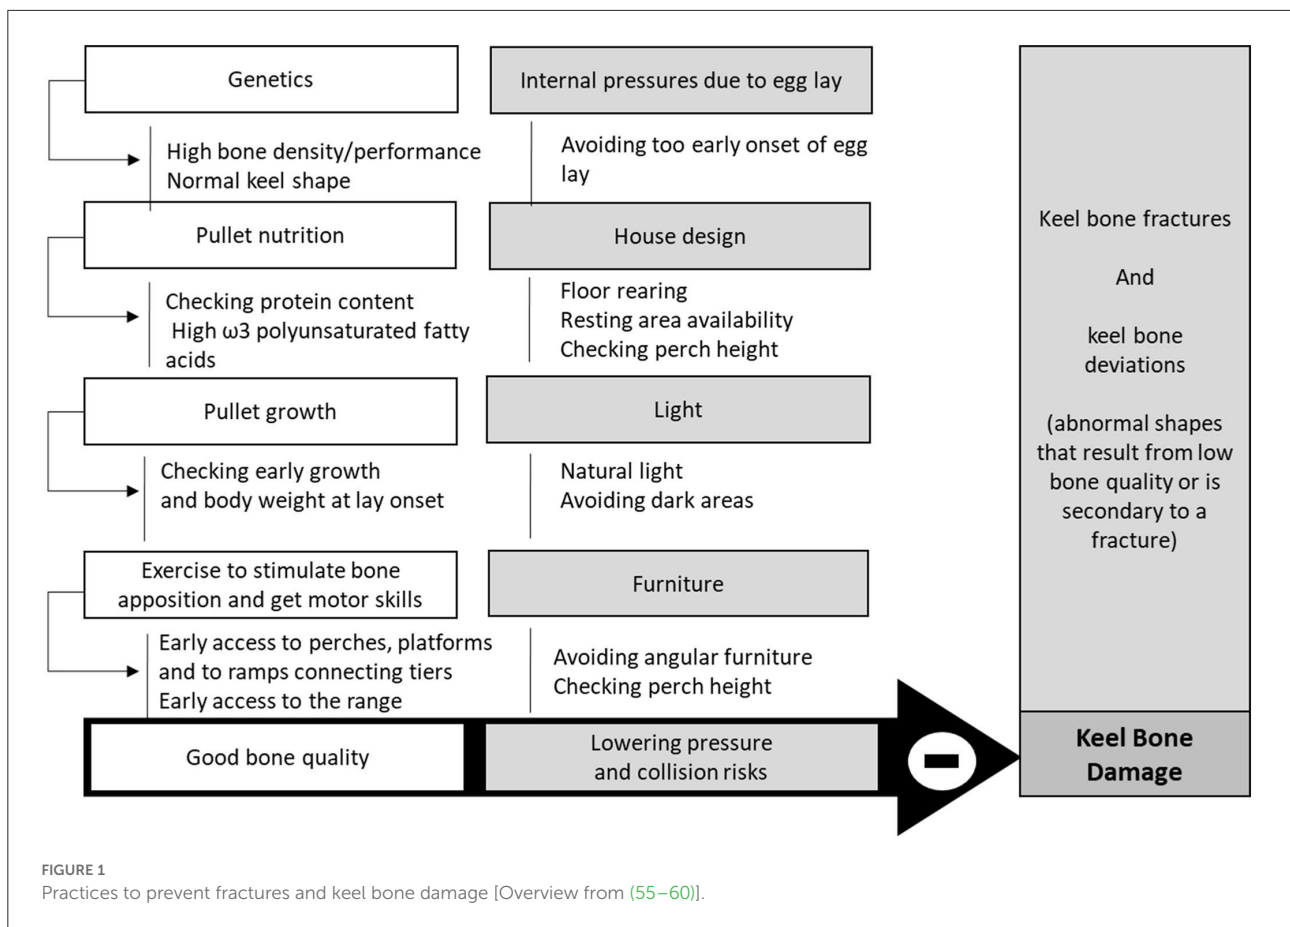 Genetics
High bone density/performance
Normal keel shape
Pullet nutrition
Checking protein content
High ω3 polyunsaturated fatty
acids
Pullet growth
Checking early growth
and body weight at lay onset
Exercise to stimulate bone
apposition and get motor skills
Early access to perches, platforms
and to ramps connecting tiers
Early access to the range
Good bone quality
Internal pressures due to egg lay
Avoiding too early onset of egg
lay
House design
Floor rearing
Resting area availability
Checking perch height
Light
Natural light
Avoiding dark areas
Furniture
Avoiding angular furniture
Checking perch height
Lowering pressure
and collision risks
Keel bone fractures
And
keel bone
deviations
(abnormal shapes
that result from low
bone quality or is
secondary to a
fracture)
Keel Bone
Damage
FIGURE 1
Practices to prevent fractures and keel bone damage [Overview from (55–60)].